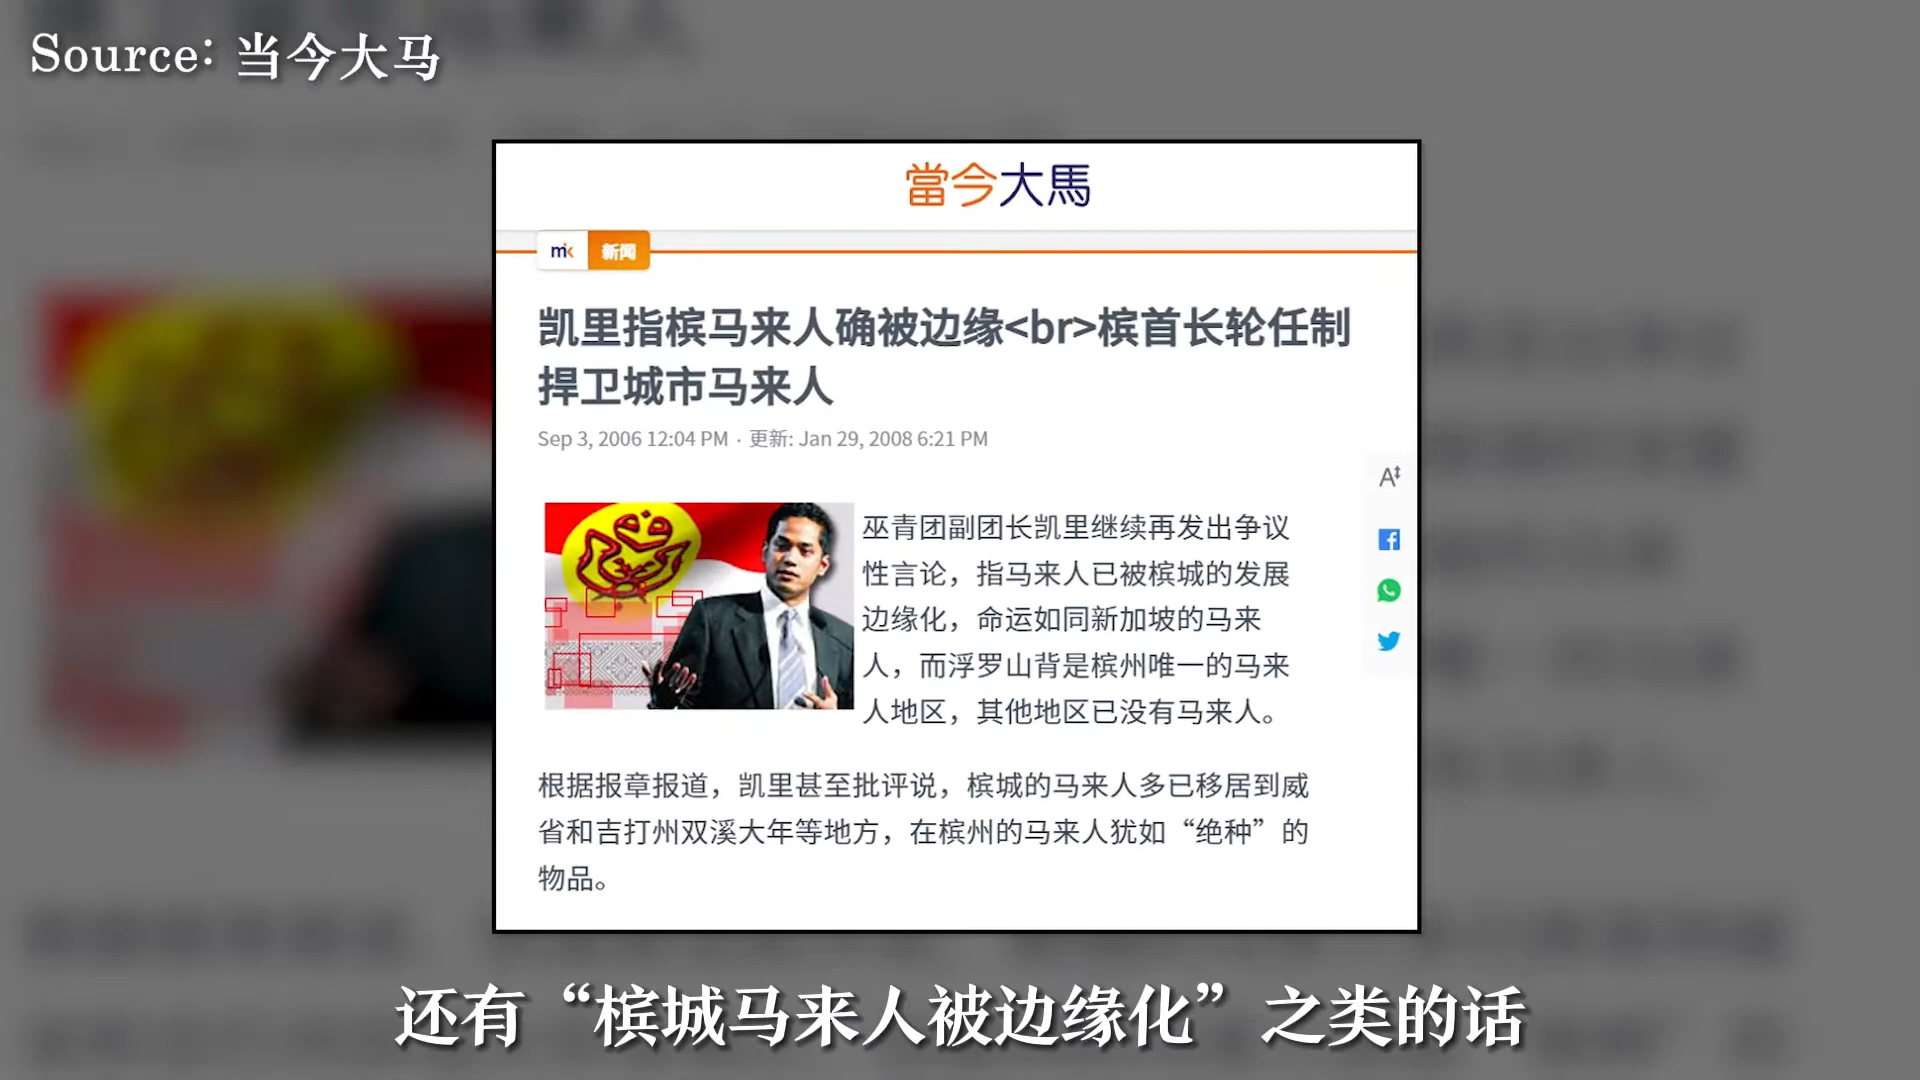 Source: 当今大马
當今大馬
mk 新闻
凯里指槟马来人确被边缘<br>槟首长轮任制
捍卫城市马来人
Sep 3, 2006 12:04 PM · 更新: Jan 29, 2008 6:21 PM
巫青团副团长凯里继续再发出争议
性言论，指马来人已被槟城的发展
边缘化，命运如同新加坡的马来
人，而浮罗山背是槟州唯一的马来
人地区，其他地区已没有马来人。
根据报章报道，凯里甚至批评说，槟城的马来人多已移居到威
省和吉打州双溪大年等地方，在槟州的马来人犹如“绝种”的
物品。
还有“槟城马来人被边缘化”之类的话